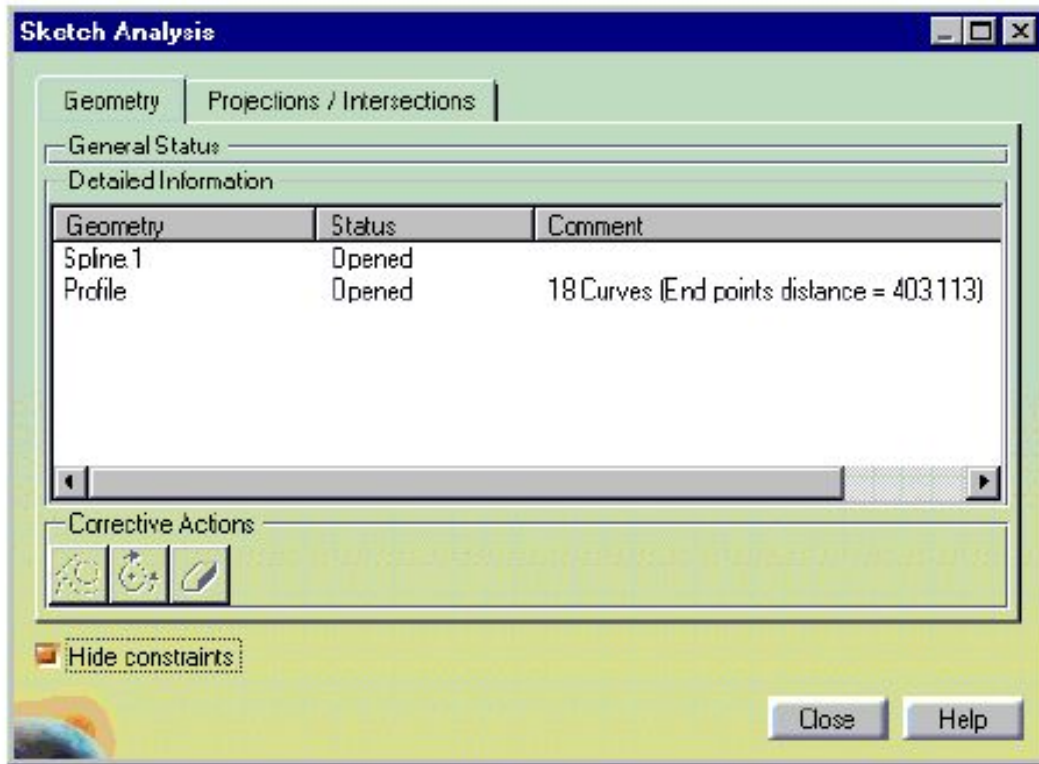 Sketch Analysis
Geometry
Projections / Intersections
General Status
Detailed Information
Geometry Status Comment
Spline.1 Opened
Profile Opened 18 Curves (End points distance = 403.113)
Corrective Actions
Hide constraints
Close Help